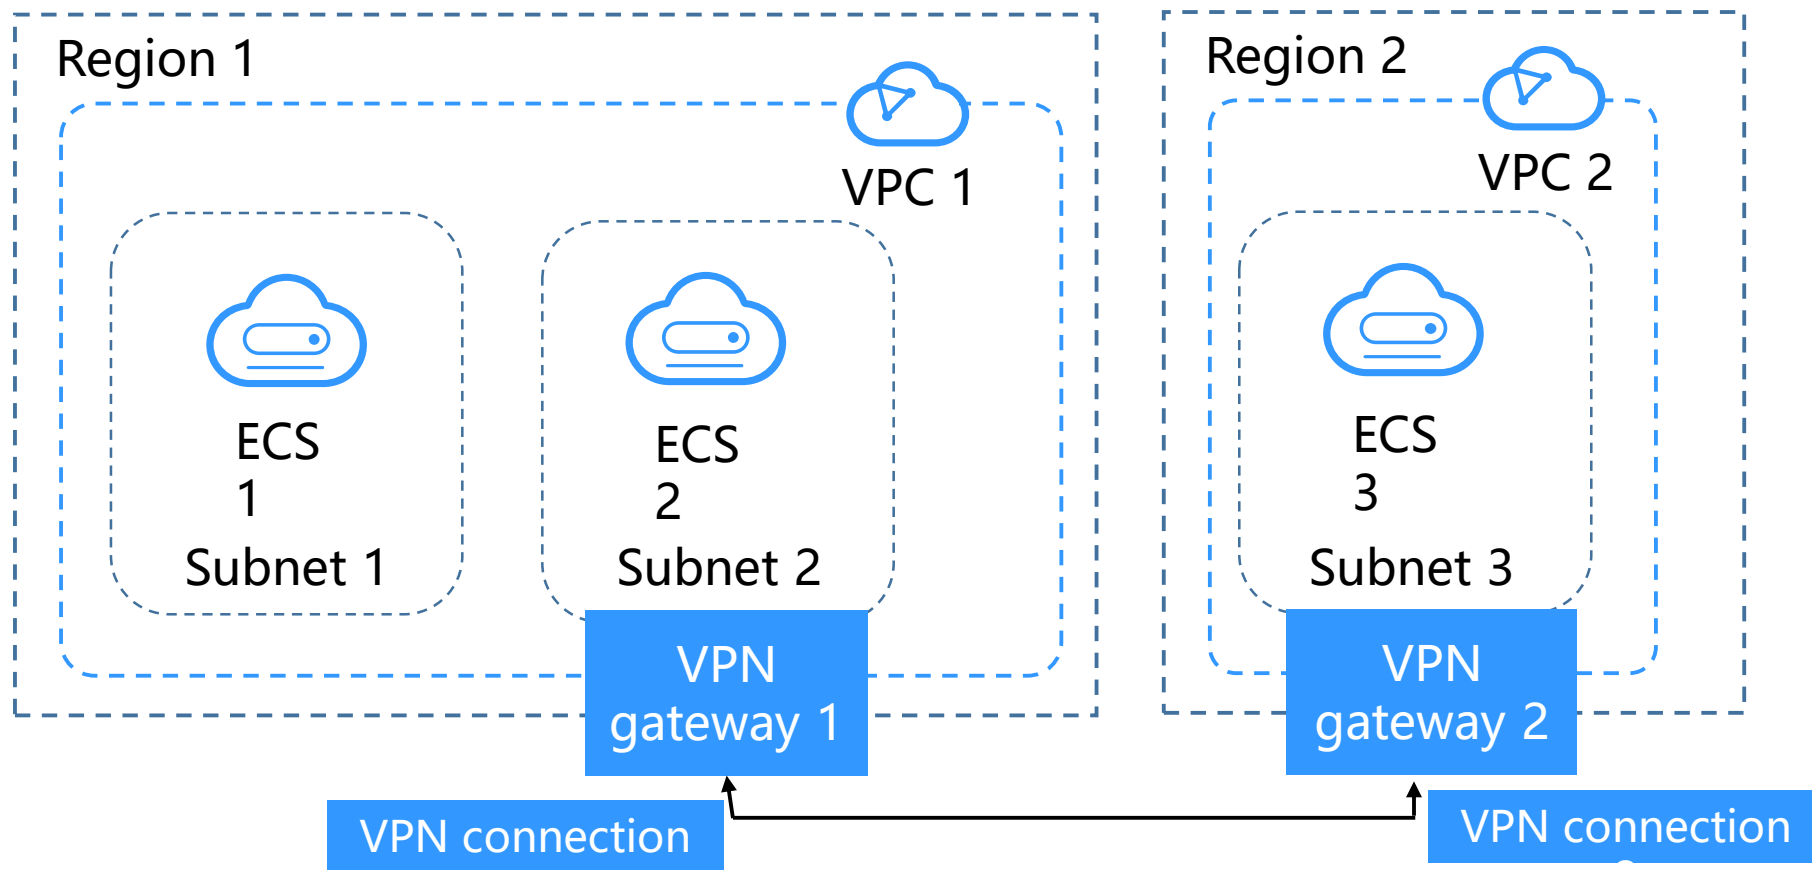 Region 1
VPC 1
ECS
1
Subnet 1
ECS
2
Subnet 2
VPN
gateway 1
VPN connection
Region 2
VPC 2
ECS
3
Subnet 3
VPN
gateway 2
VPN connection